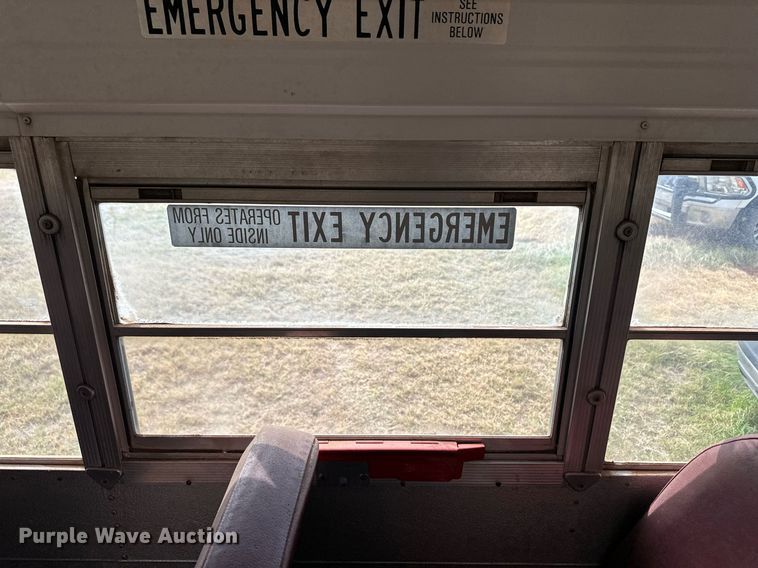 EMERGENCY EXIT
SEE
INSTRUCTIONS
BELOW
EMERGENCY EXIT
OPERATES FROM
INSIDE ONLY
Purple Wave Auction